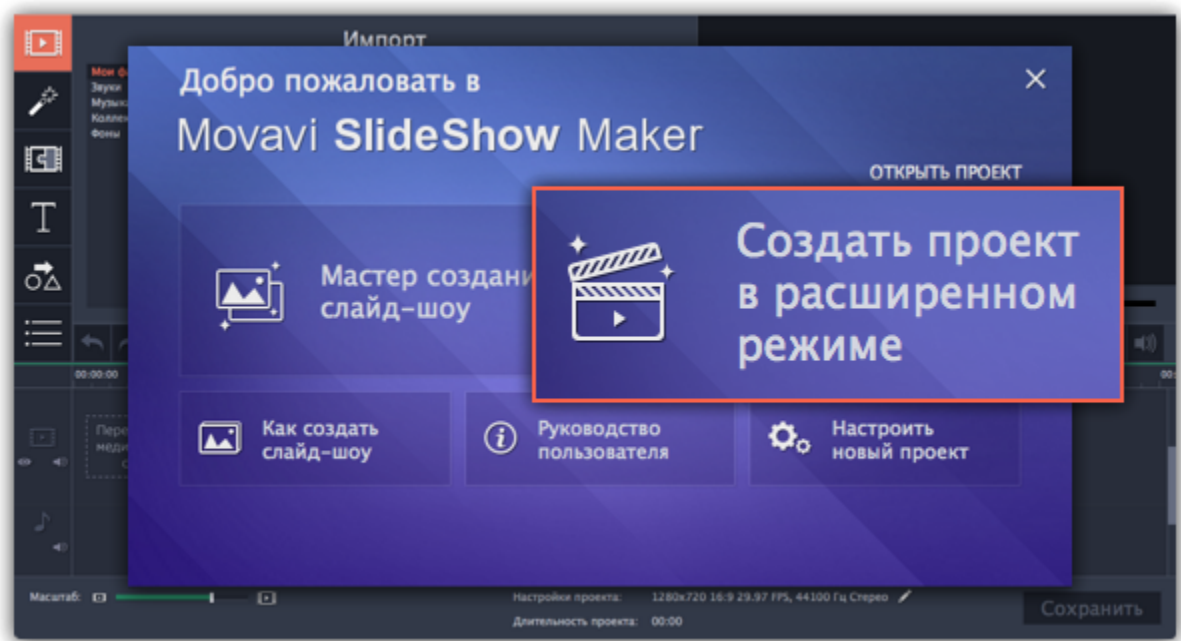 Импорт
Мои
Звуки
Фоны
Добро пожаловать в
Movavi SlideShow Maker
ОТКРЫТЬ ПРОЕКТ
Мастер
слайд-шоу
Создать проект
в расширенном
режиме
Как создать
слайд-шоу
Руководство
пользователя
Настроить
новый проект
00:00:00
Масштаб:
Настройки проекта: 1280x720 16:9 29.97 FPS, 44100 Гц Стерео
Длительность проекта: 00:00
Сохранить